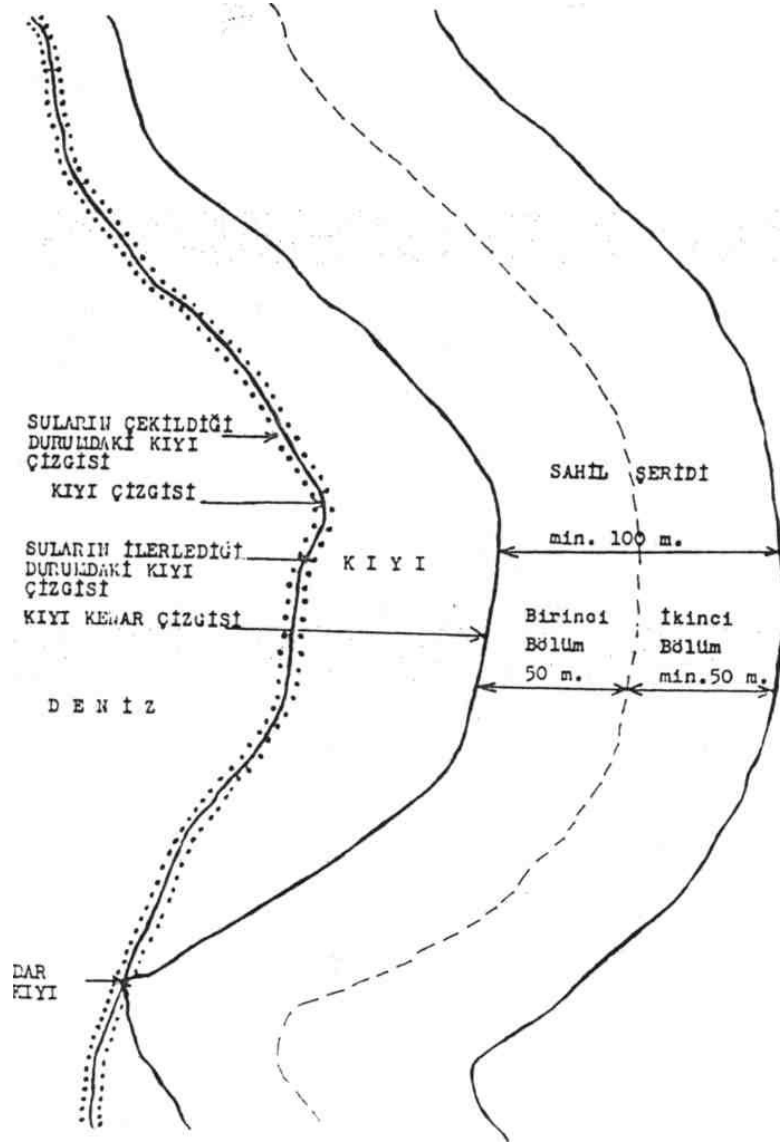 SULARIN ÇEKİLDİĞİ
DURUMDAKİ KIYI
ÇİZGİSİ
KIYI ÇİZGİSİ
SULARIN İLERLEDİĞİ
DURUMDAKİ KIYI
ÇİZGİSİ
KIYI KENAR ÇİZGİSİ
DENİZ
DAR
KIYI
KIYI
SAHİL ŞERİDİ
min. 100 m.
Birinci
Bölüm
50 m.
İkinci
Bölüm
min.50 m.